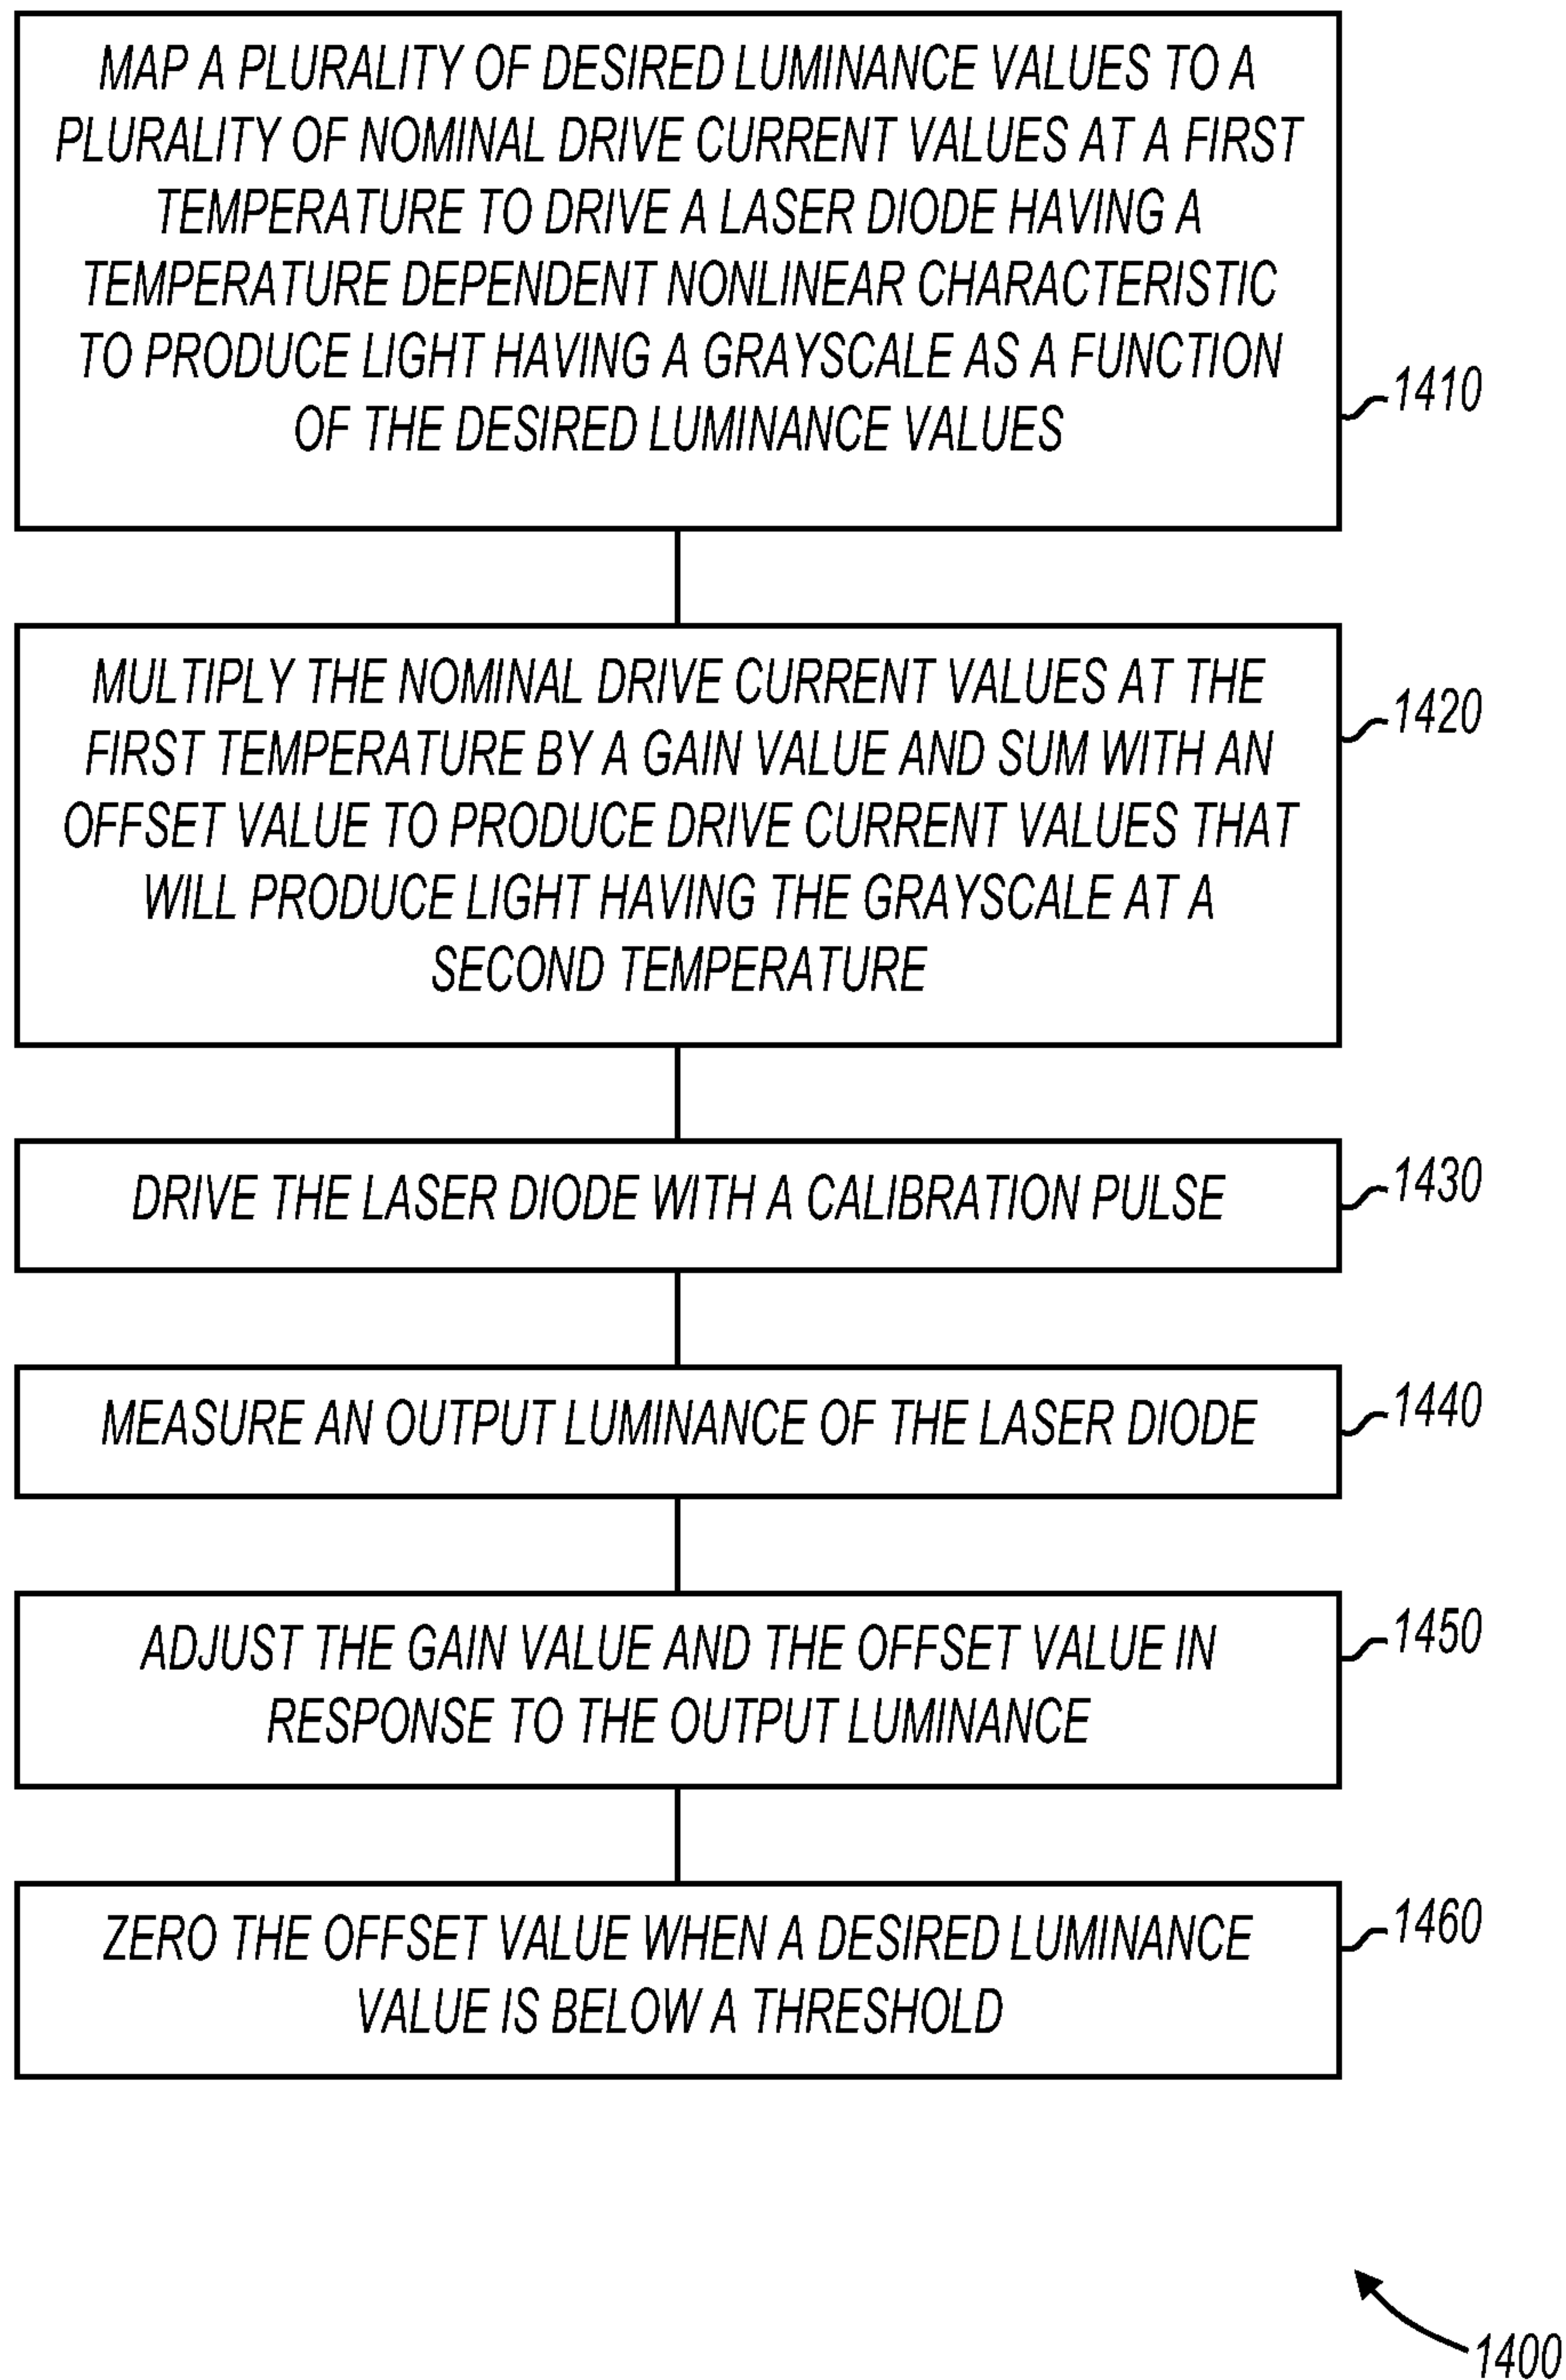 MAP A PLURALITY OF DESIRED LUMINANCE VALUES TO A
PLURALITY OF NOMINAL DRIVE CURRENT VALUES AT A FIRST
TEMPERATURE TO DRIVE A LASER DIODE HAVING A
TEMPERATURE DEPENDENT NONLINEAR CHARACTERISTIC
TO PRODUCE LIGHT HAVING A GRAYSCALE AS A FUNCTION
OF THE DESIRED LUMINANCE VALUES
1410
MULTIPLY THE NOMINAL DRIVE CURRENT VALUES AT THE
FIRST TEMPERATURE BY A GAIN VALUE AND SUM WITH AN
OFFSET VALUE TO PRODUCE DRIVE CURRENT VALUES THAT
WILL PRODUCE LIGHT HAVING THE GRAYSCALE AT A
SECOND TEMPERATURE
1420
DRIVE THE LASER DIODE WITH A CALIBRATION PULSE
1430
MEASURE AN OUTPUT LUMINANCE OF THE LASER DIODE
1440
ADJUST THE GAIN VALUE AND THE OFFSET VALUE IN
RESPONSE TO THE OUTPUT LUMINANCE
1450
ZERO THE OFFSET VALUE WHEN A DESIRED LUMINANCE
VALUE IS BELOW A THRESHOLD
1460
1400